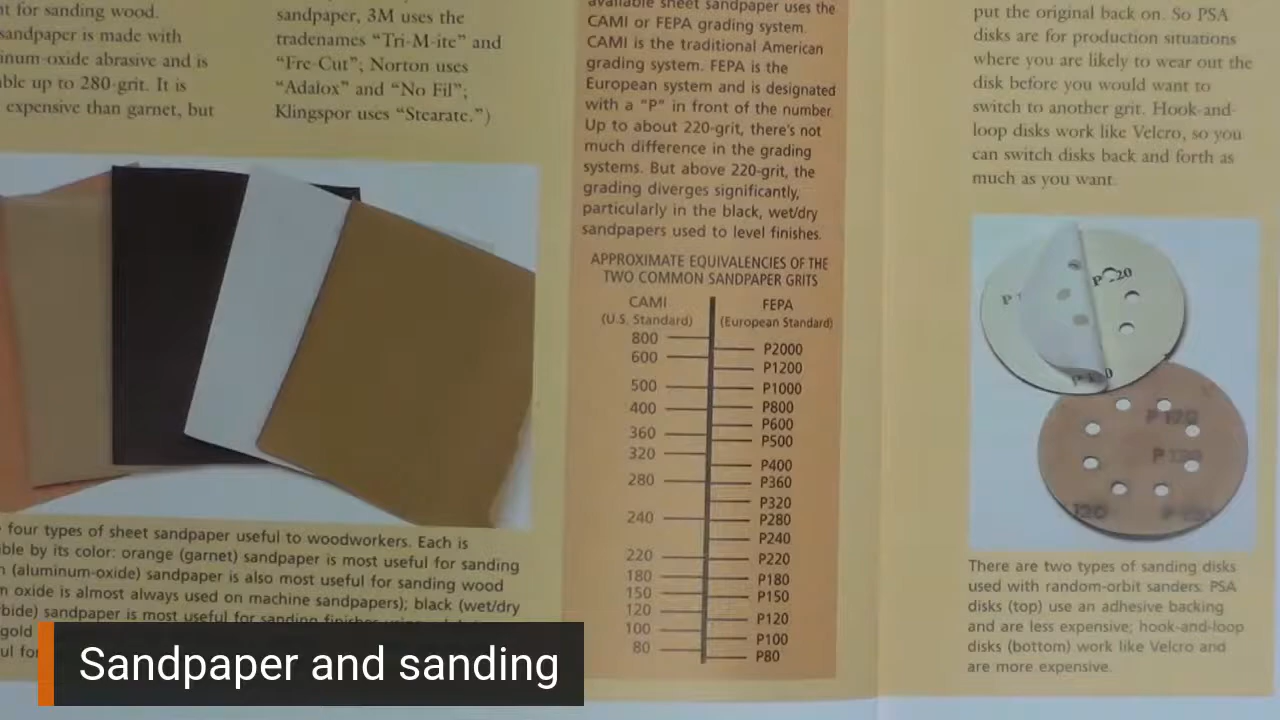 nt for sanding wood.
sandpaper is made with
inum-oxide abrasive and is
ble up to 280-grit. It is
expensive than garnet, but
sandpaper, 3M uses the
tradenames “Tri-M-ite” and
“Fre-Cut”; Norton uses
“Adalox” and “No Fil”;
Klingspor uses “Stearate.”)
four types of sheet sandpaper useful to woodworkers. Each is
ible by its color: orange (garnet) sandpaper is most useful for sanding
n (aluminum-oxide) sandpaper is also most useful for sanding wood
m oxide is almost always used on machine sandpapers); black (wet/dry
bide) sandpaper is most useful for sanding finishes
gold
ul for
available sheet sandpaper uses the
CAMI or FEPA grading system.
CAMI is the traditional American
grading system. FEPA is the
European system and is designated
with a “P” in front of the number.
Up to about 220-grit, there's not
much difference in the grading
systems. But above 220-grit, the
grading diverges significantly,
particularly in the black, wet/dry
sandpapers used to level finishes.
APPROXIMATE EQUIVALENCIES OF THE
TWO COMMON SANDPAPER GRITS
CAMI
(U.S. Standard)
800
600
500
400
360
320
280
240
220
180
150
120
100
80
FEPA
(European Standard)
P2000
P1200
P1000
P800
P600
P500
P400
P360
P320
P280
P240
P220
P180
P150
P120
P100
P80
put the original back on. So PSA
disks are for production situations
where you are likely to wear out the
disk before you would want to
switch to another grit. Hook-and-
loop disks work like Velcro, so you
can switch disks back and forth as
much as you want.
There are two types of sanding disks
used with random-orbit sanders. PSA
disks (top) use an adhesive backing
and are less expensive; hook-and-loop
disks (bottom) work like Velcro and
are more expensive.
Sandpaper and sanding